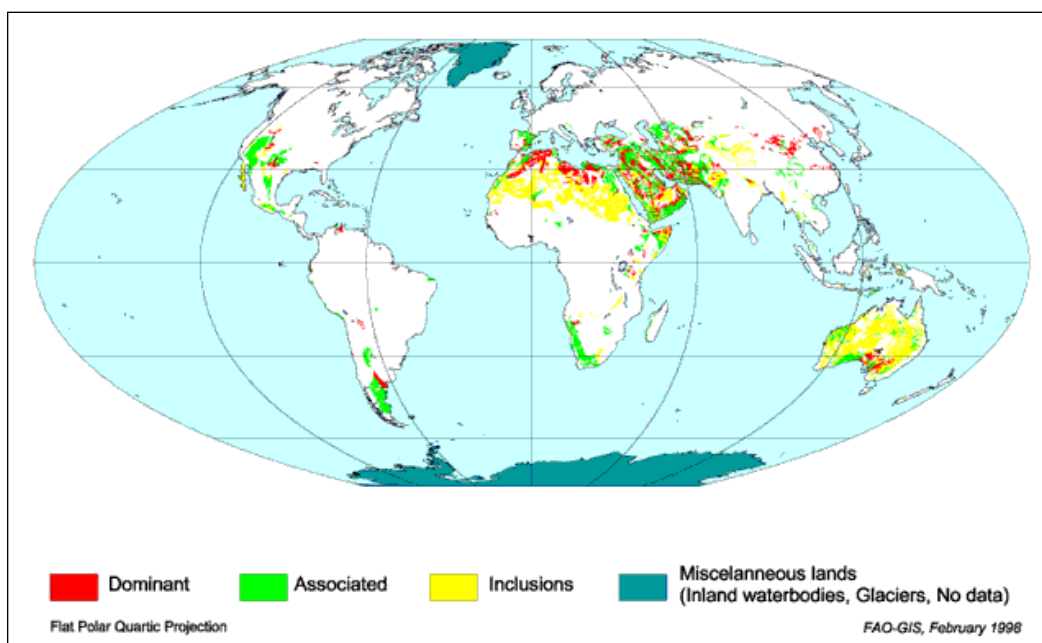 Dominant
Associated
Inclusions
Miscelanneous lands
(Inland waterbodies, Glaciers, No data)
Flat Polar Quartic Projection
FAO-GIS, February 1998